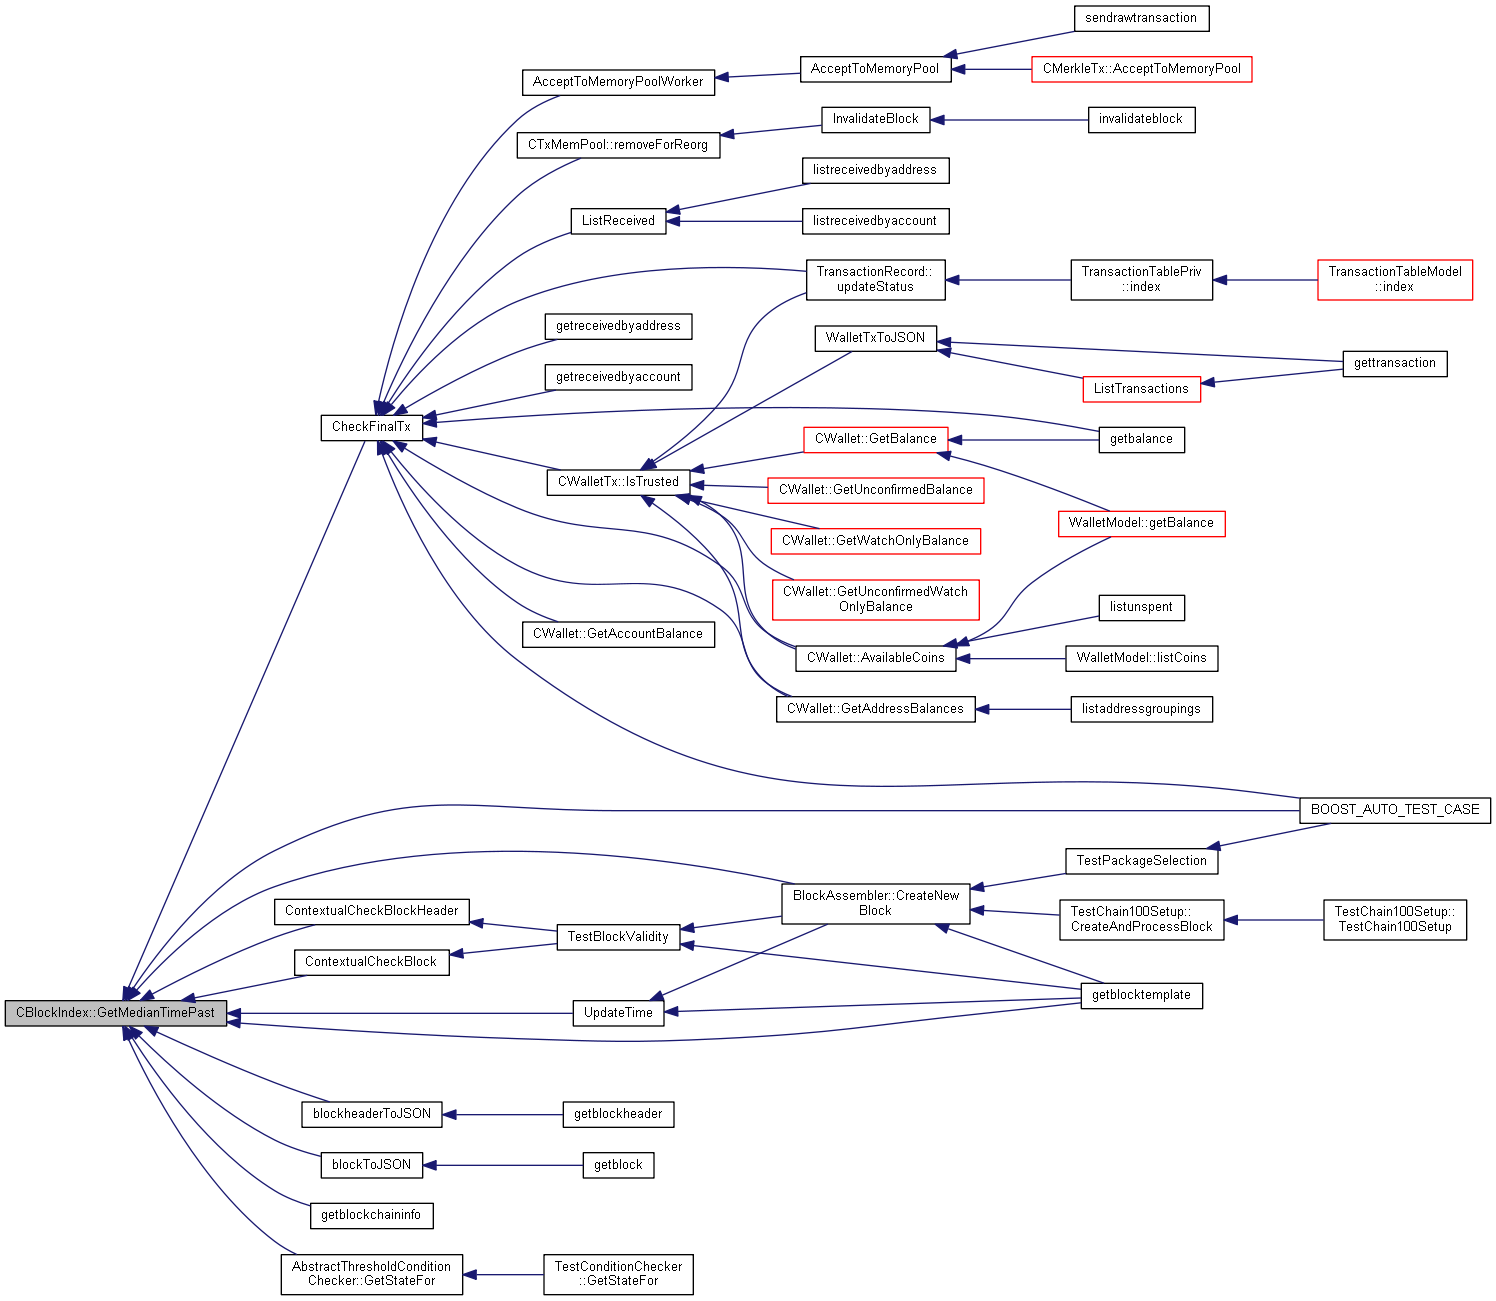 sendrawtransaction
AcceptToMemoryPool
CMerkleTx::AcceptToMemoryPool
AcceptToMemoryPoolWorker
InvalidateBlock
invalidateblock
CTxMemPool::removeForReorg
listreceivedbyaddress
ListReceived
listreceivedbyaccount
TransactionRecord::
updateStatus
TransactionTablePriv
::index
TransactionTableModel
::index
getreceivedbyaddress
WalletTxToJSON
gettransaction
getreceivedbyaccount
ListTransactions
CheckFinalTx
CWallet::GetBalance
getbalance
CWalletTx::IsTrusted
CWallet::GetUnconfirmedBalance
WalletModel::getBalance
CWallet::GetWatchOnlyBalance
CWallet::GetUnconfirmedWatch
OnlyBalance
listunspent
CWallet::GetAccountBalance
CWallet::AvailableCoins
WalletModel::listCoins
CWallet::GetAddressBalances
listaddressgroupings
BOOST_AUTO_TEST_CASE
TestPackageSelection
BlockAssembler::CreateNew
Block
ContextualCheckBlockHeader
TestChain100Setup::
CreateAndProcessBlock
TestChain100Setup::
TestChain100Setup
TestBlockValidity
ContextualCheckBlock
getblocktemplate
CBlockIndex::GetMedianTimePast
UpdateTime
blockheaderToJSON
getblockheader
blockToJSON
getblock
getblockchaininfo
AbstractThresholdCondition
Checker::GetStateFor
TestConditionChecker
::GetStateFor